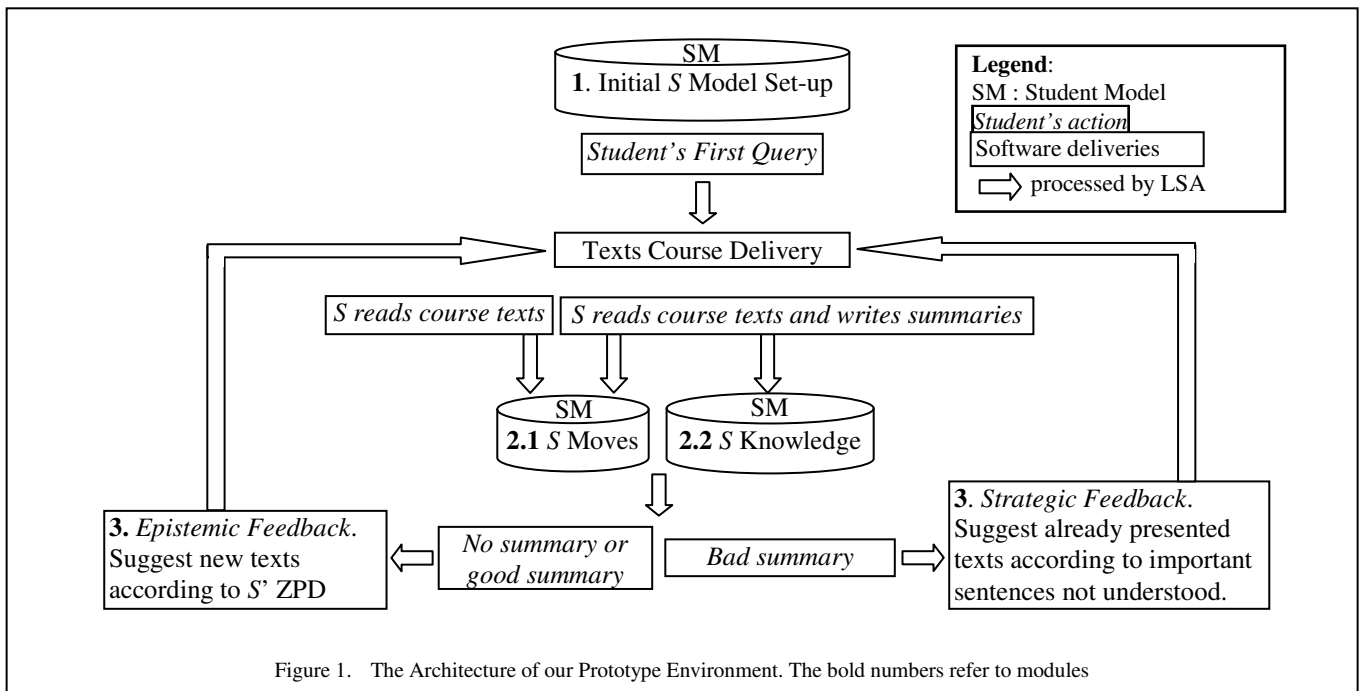 SM
1. Initial S Model Set-up
Legend:
SM : Student Model
Student's action
Software deliveries
processed by LSA
Student's First Query
Texts Course Delivery
S reads course texts
S reads course texts and writes summaries
SM
2.1 S Moves
SM
2.2 S Knowledge
3. Epistemic Feedback.
Suggest new texts
according to S' ZPD
No summary or
good summary
Bad summary
3. Strategic Feedback.
Suggest already presented
texts according to important
sentences not understood.
Figure 1. The Architecture of our Prototype Environment. The bold numbers refer to modules